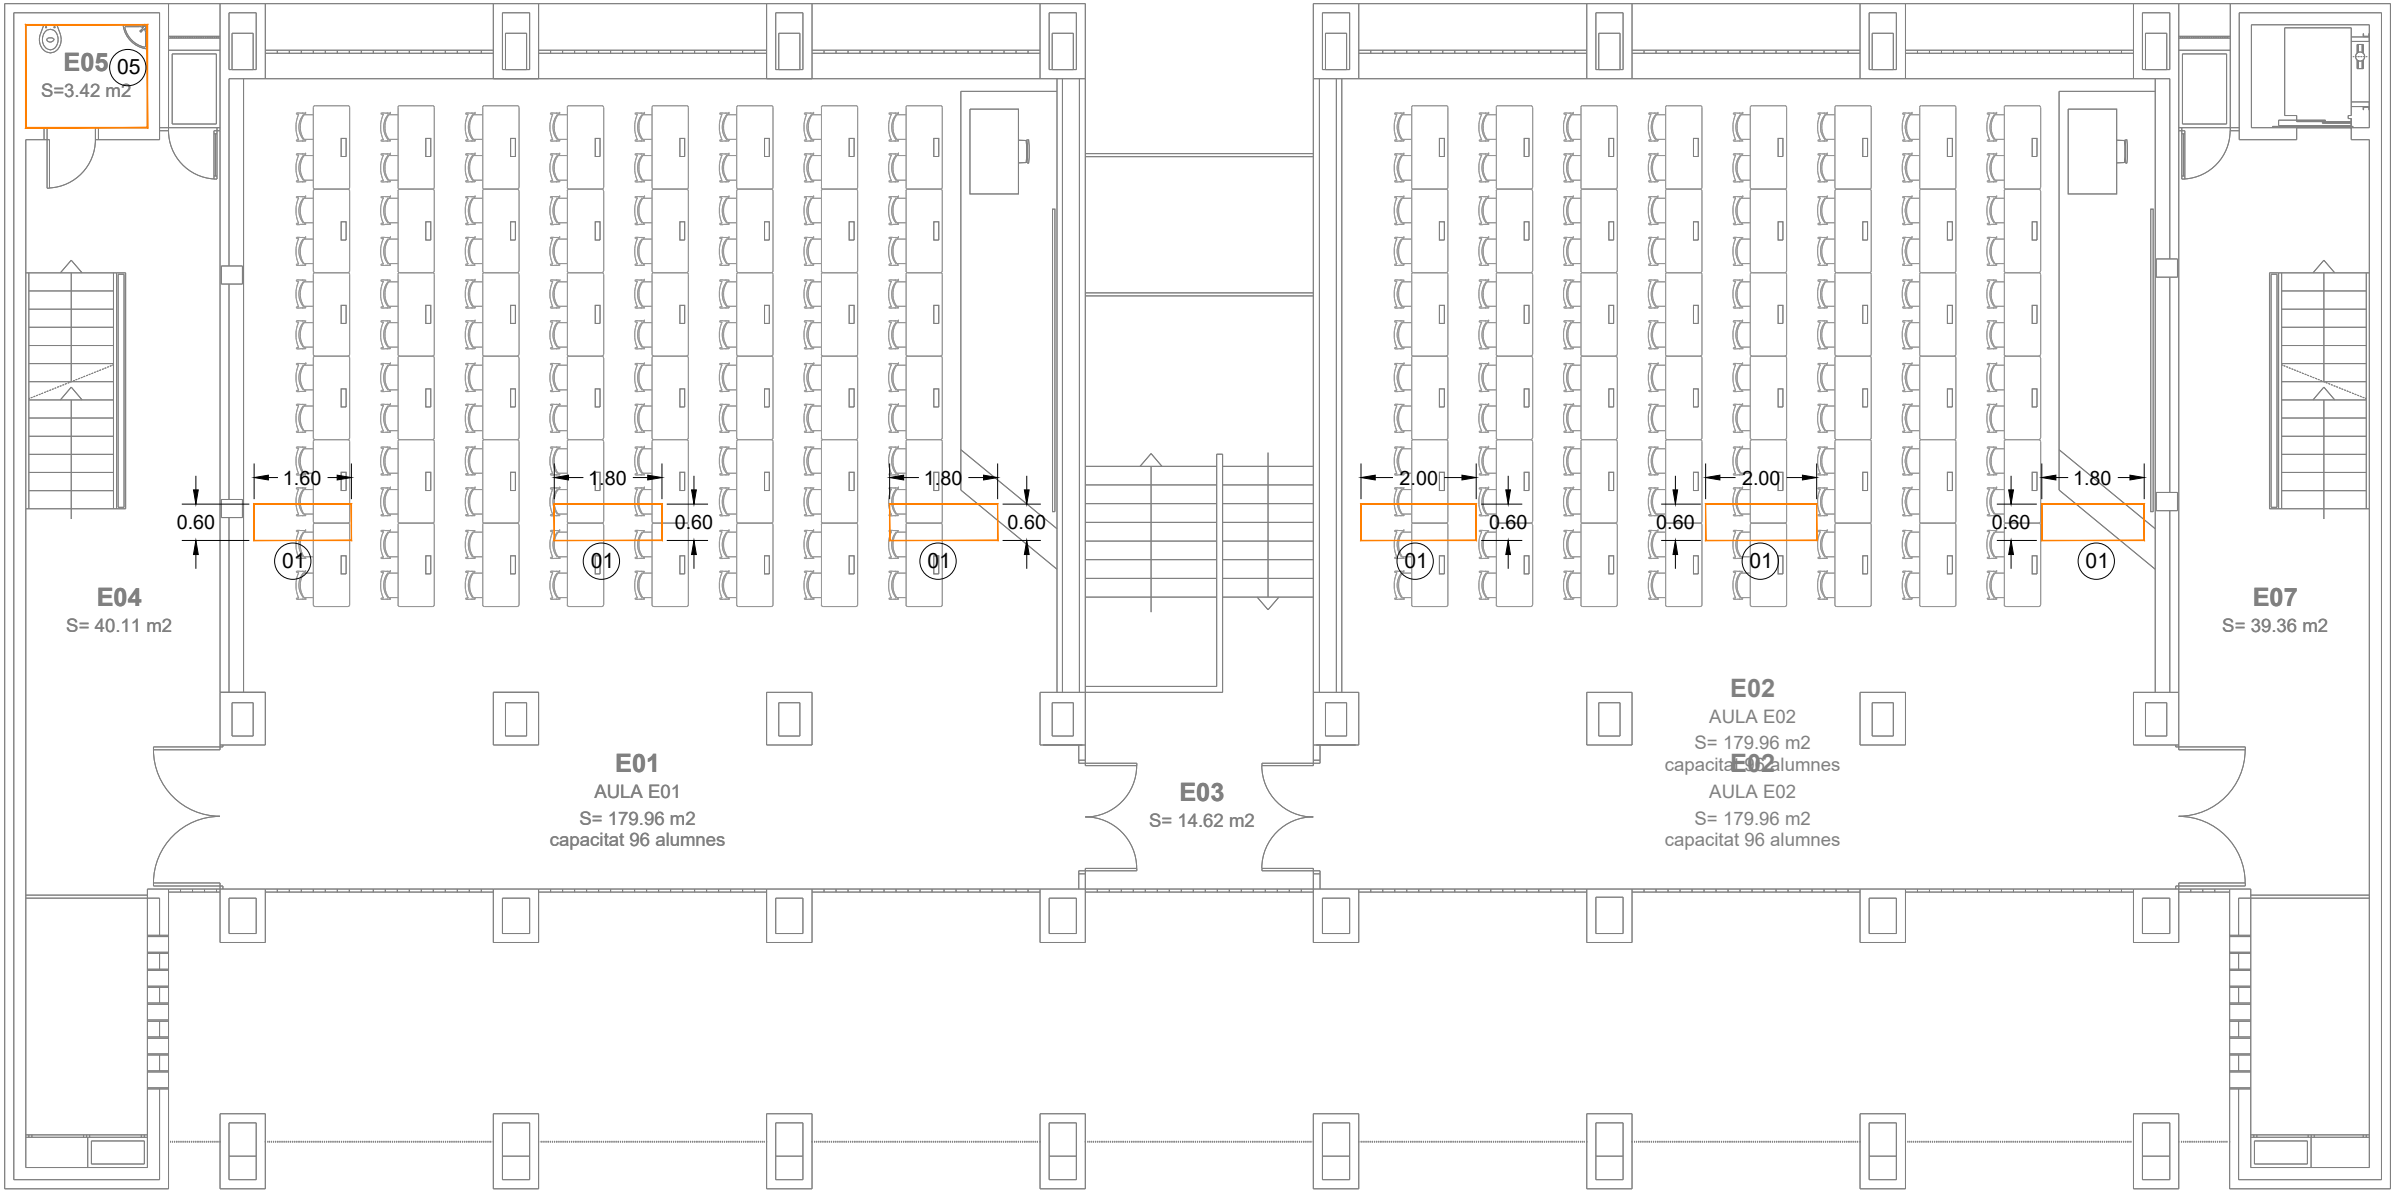 E05
05
S=3.42 m2
1.60
1.80
1.80
2.00
2.00
1.80
0.60
0.60
0.60
0.60
0.60
0.60
01
01
01
01
01
01
E04
S= 40.11 m2
E07
S= 39.36 m2
E02
AULA E02
S= 179.96 m2
capacitat 96 alumnes
E01
AULA E01
S= 179.96 m2
capacitat 96 alumnes
E03
S= 14.62 m2
E02
AULA E02
S= 179.96 m2
capacitat 96 alumnes